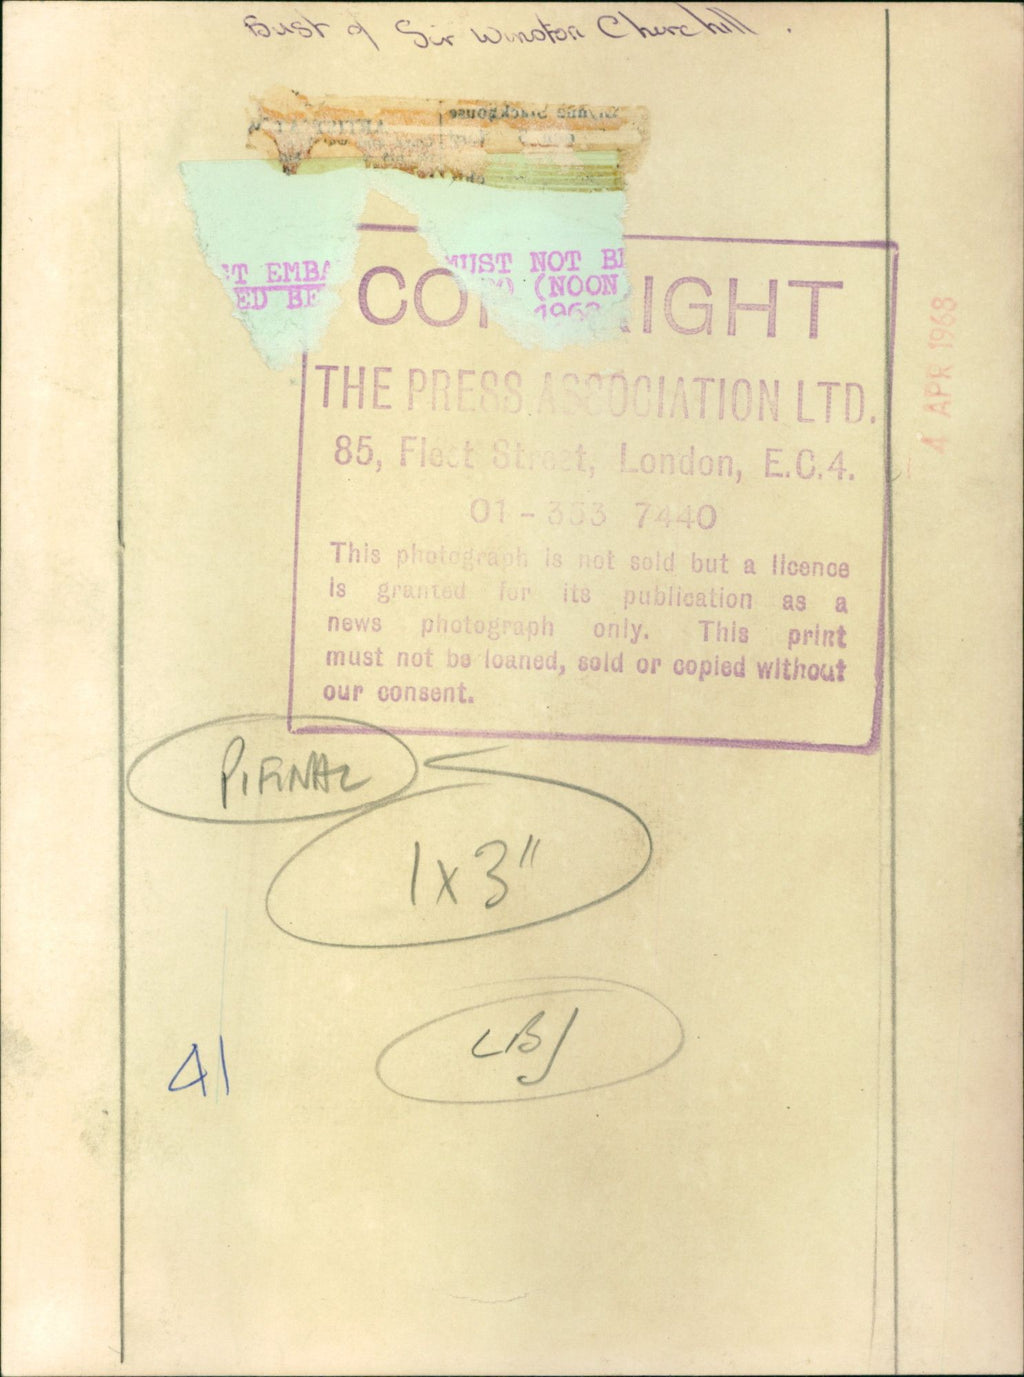 Bust of Sir Winston Churchill.
T EMBA MUST NOT BE
ED BE (NOON
1968
CO IGHT
THE PRESS ASSOCIATION LTD.
85, Fleet Street, London, E.C.4.
01-353 7440
This photograph is not sold but a licence
is granted for its publication as a
news photograph only. This print
must not be loaned, sold or copied without
our consent.
4 APR 1968
1x3"
LBJ
41